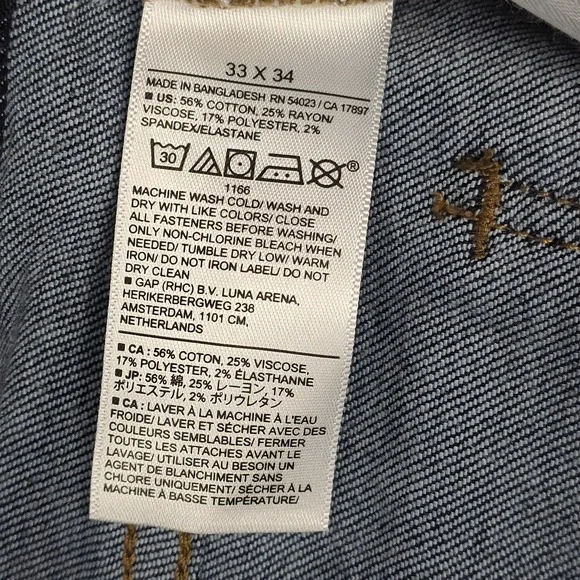 33 X 34
MADE IN BANGLADESH RN 54023 / CA 17897
■ US: 56% COTTON, 25% RAYON/
VISCOSE, 17% POLYESTER, 2%
SPANDEX/ELASTANE
30 ®
1166
MACHINE WASH COLD/ WASH AND
DRY WITH LIKE COLORS/ CLOSE
ALL FASTENERS BEFORE WASHING/
ONLY NON-CHLORINE BLEACH WHEN
NEEDED/ TUMBLE DRY LOW/ WARM
IRON/ DO NOT IRON LABEL/ DO NOT
DRY CLEAN
■ GAP (RHC) B.V. LUNA ARENA,
HERIKERBERGWEG 238
AMSTERDAM, 1101 CM,
NETHERLANDS
■ CA : 56% COTTON, 25% VISCOSE,
17% POLYESTER, 2% ÉLASTHANNE
■ JP: 56% 綿, 25% レーヨン, 17%
ポリエステル, 2% ポリウレタン
■ CA : LAVER À LA MACHINE À L'EAU
FROIDE/ LAVER ET SÉCHER AVEC DES
COULEURS SEMBLABLES/ FERMER
TOUTES LES ATTACHES AVANT LE
LAVAGE/ UTILISER AU BESOIN UN
AGENT DE BLANCHIMENT SANS
CHLORE UNIQUEMENT/ SÉCHER À LA
MACHINE À BASSE TEMPÉRATURE/